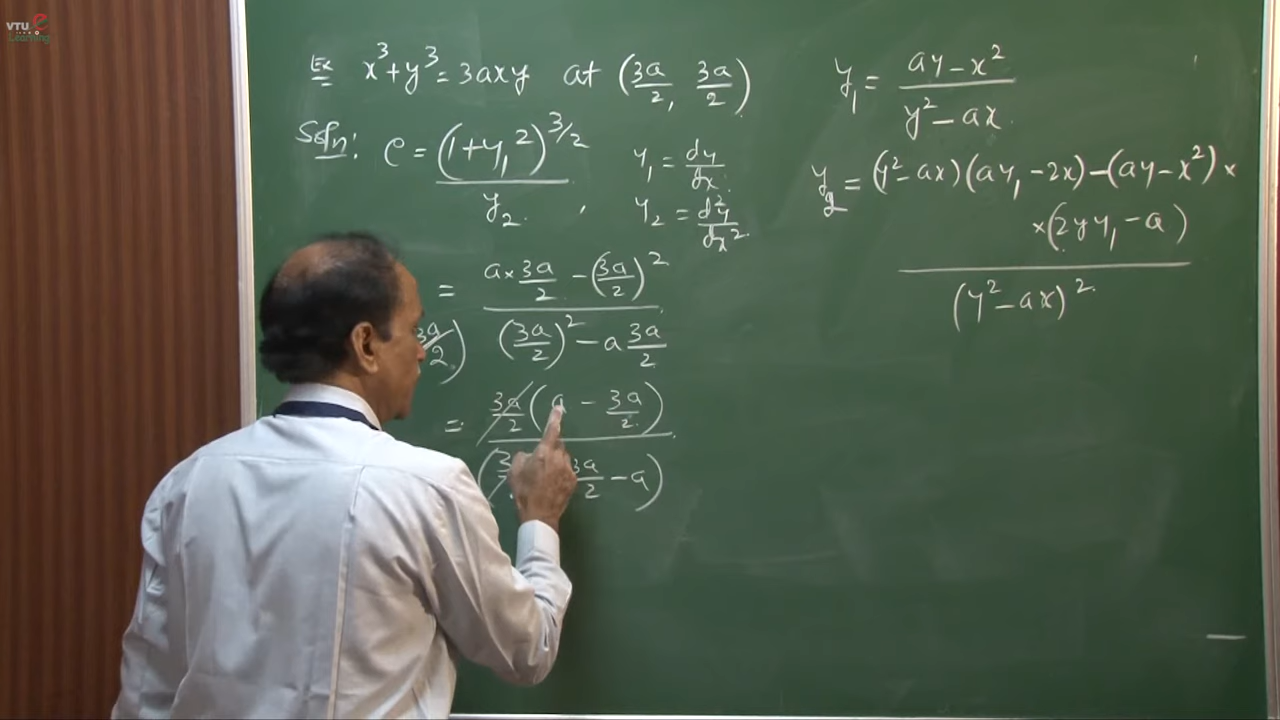 VTU e
Learning
Ex x³+y³=3axy at (3a/2, 3a/2)
Soln: ρ = (1+y₁²)^3/2 / y₂ , y₁ = dy/dx
y₂ = d²y/dx²
= a×3a/2 − (3a/2)² / (3a/2)² − a 3a/2
3a/2)
= 3a/2 (a − 3a/2) / ( 3a/2 − a)
y₁ = ay−x² / y²−ax
y₂ = (y²−ax)(ay₁−2x)−(ay−x²)×
×(2yy₁−a)
(y²−ax)²